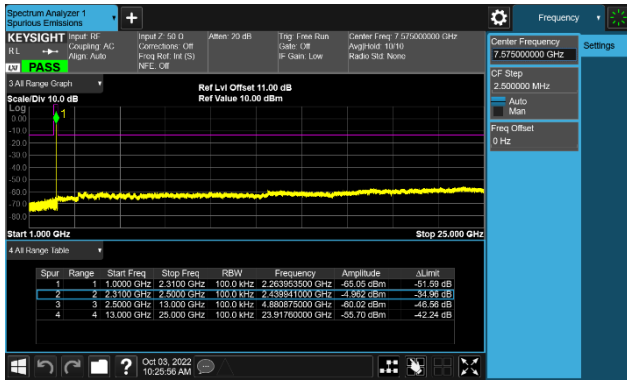 Spectrum Analyzer 1
Spurious Emissions
Frequency
KEYSIGHT Input: RF Input Z: 50 Ω Atten: 20 dB Trig: Free Run Center Freq: 7.575000000 GHz
RL Coupling: AC Corrections: Off Gate: Off Avg|Hold: 10/10
Align: Auto Freq Ref: Int (S) IF Gain: Low Radio Std: None
NFE: Off
PASS
Center Frequency
7.575000000 GHz
Settings
CF Step
2.500000 MHz
Auto
Man
Freq Offset
0 Hz
3 All Range Graph
Ref Lvl Offset 11.00 dB
Scale/Div 10.0 dB Ref Value 10.00 dBm
Log
0.00
1
-10.0
-20.0
-30.0
-40.0
-50.0
-60.0
-70.0
-80.0
Start 1.000 GHz Stop 25.000 GHz
4 All Range Table
Spur Range Start Freq Stop Freq RBW Frequency Amplitude ΔLimit
1 1 1.0000 GHz 2.3100 GHz 100.0 kHz 2.263953500 GHz -65.05 dBm -51.59 dB
2 2 2.3100 GHz 2.5000 GHz 100.0 kHz 2.439941000 GHz -4.962 dBm -34.96 dB
3 3 2.5000 GHz 13.000 GHz 100.0 kHz 4.880875000 GHz -60.02 dBm -46.56 dB
4 4 13.000 GHz 25.000 GHz 100.0 kHz 23.91760000 GHz -55.70 dBm -42.24 dB
Oct 03, 2022
10:25:56 AM